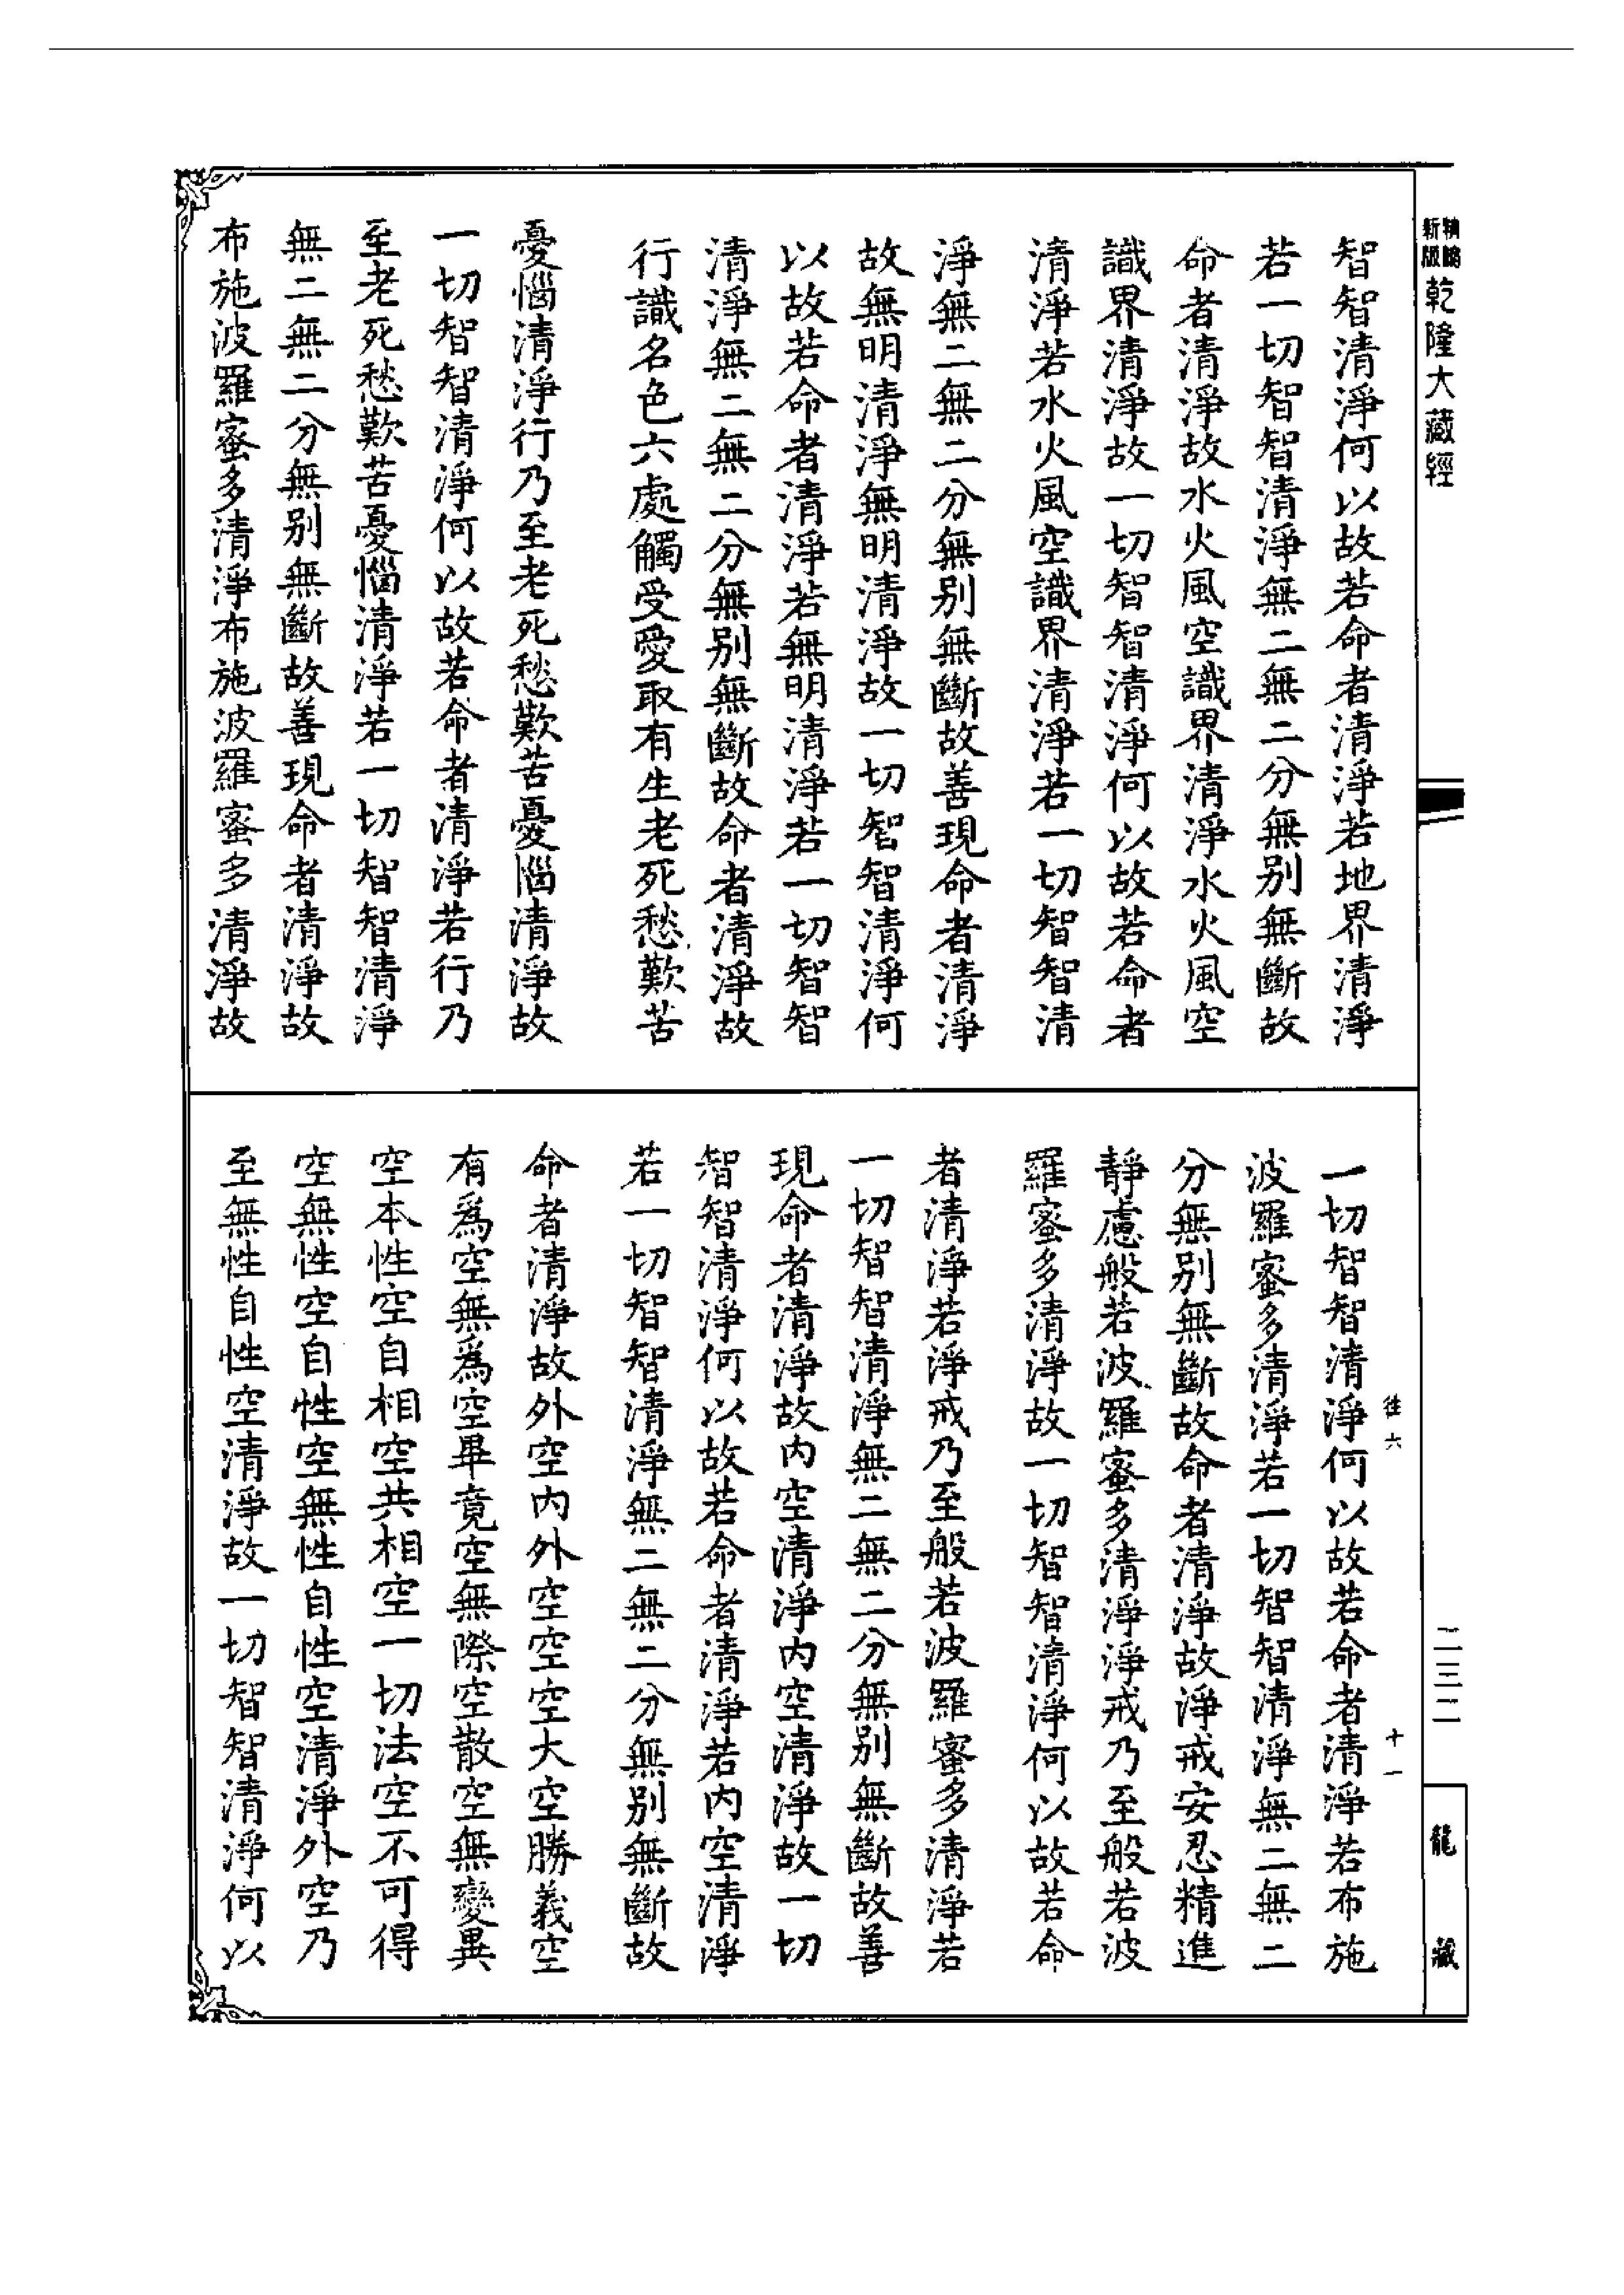 精鵰
新版
乾隆大藏經
智智清淨何以故若命者清淨若地界清淨
若一切智智清淨無二無二分無别無斷故
命者清淨故水火風空識界清淨水火風空
識界清淨故一切智智清淨何以故若命者
清淨若水火風空識界清淨若一切智智清
淨無二無二分無别無斷故善現命者清淨
故無明清淨無明清淨故一切智智清淨何
以故若命者清淨若無明清淨若一切智智
清淨無二無二分無别無斷故命者清淨故
行識名色六處觸受愛取有生老死愁歎苦
憂惱清淨行乃至老死愁歎苦憂惱清淨故
一切智智清淨何以故若命者清淨若行乃
至老死愁歎苦憂惱清淨若一切智智清淨
無二無二分無别無斷故善現命者清淨故
布施波羅蜜多清淨布施波羅蜜多清淨故
一切智智清淨何以故若命者清淨若布施
波羅蜜多清淨若一切智智清淨無二無二
分無别無斷故命者清淨故淨戒安忍精進
靜慮般若波羅蜜多清淨淨戒乃至般若波
羅蜜多清淨故一切智智清淨何以故若命
者清淨若淨戒乃至般若波羅蜜多清淨若
一切智智清淨無二無二分無别無斷故善
現命者清淨故内空清淨内空清淨故一切
智智清淨何以故若命者清淨若内空清淨
若一切智智清淨無二無二分無别無斷故
命者清淨故外空内外空空空大空勝義空
有爲空無爲空畢竟空無際空散空無變異
空本性空自相空共相空一切法空不可得
空無性空自性空無性自性空清淨外空乃
至無性自性空清淨故一切智智清淨何以
六
十一
二三二
龍藏